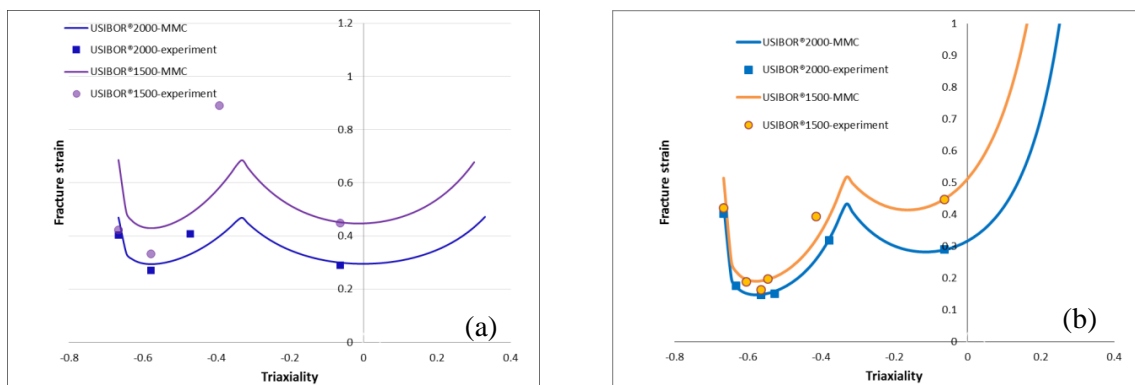 USIBOR®2000-MMC
USIBOR®2000-experiment
USIBOR®1500-MMC
USIBOR®1500-experiment
Fracture strain
1.2
1
0.8
0.6
0.4
0.2
0
-0.8
-0.6
-0.4
-0.2
0
0.2
0.4
Triaxiality
(a)
USIBOR®2000-MMC
USIBOR®2000-experiment
USIBOR®1500-MMC
USIBOR®1500-experiment
Fracture strain
1
0.9
0.8
0.7
0.6
0.5
0.4
0.3
0.2
0.1
0
-0.8
-0.6
-0.4
-0.2
0
0.2
0.4
Triaxiality
(b)